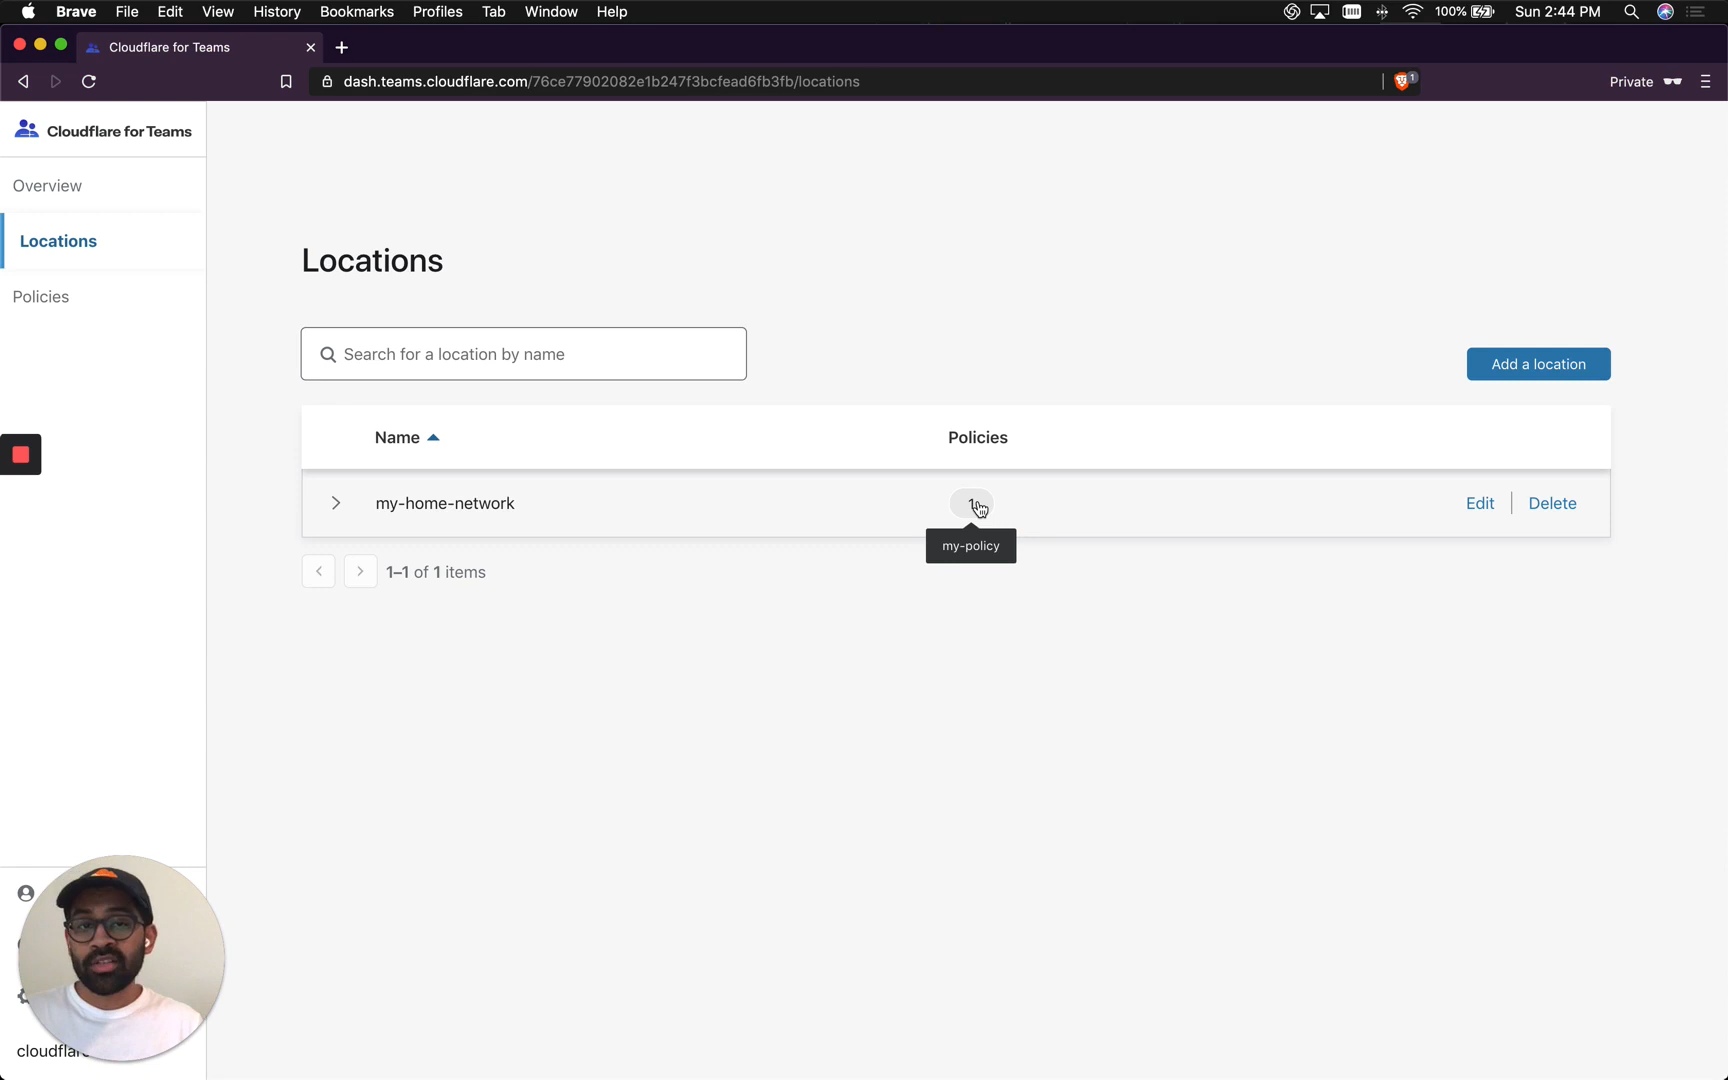 Brave File Edit View History Bookmarks Profiles Tab Window Help 100% Sun 2:44 PM
Cloudflare for Teams
dash.teams.cloudflare.com/76ce77902082e1b247f3bcfead6fb3fb/locations 1 Private
Cloudflare for Teams
Overview
Locations
Policies
Locations
Search for a location by name
Add a location
Name Policies
my-home-network 1 Edit Delete
my-policy
1–1 of 1 items